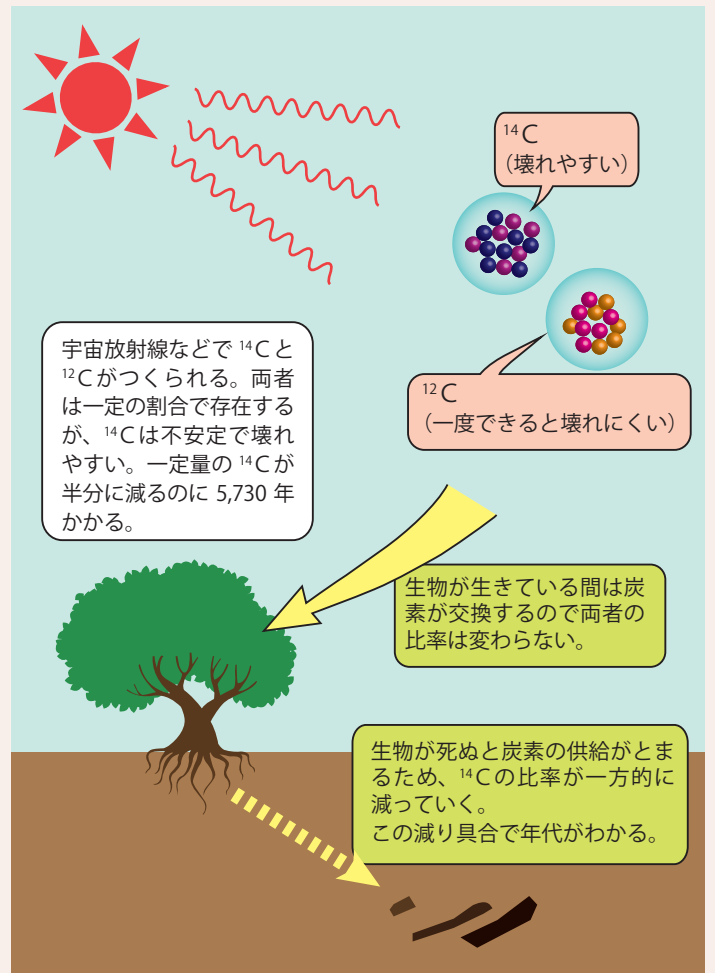 ¹⁴C
（壊れやすい）
¹²C
（一度できると壊れにくい）
宇宙放射線などで ¹⁴Cと
¹²Cがつくられる。両者
は一定の割合で存在する
が、¹⁴Cは不安定で壊れ
やすい。一定量の ¹⁴Cが
半分に減るのに 5,730 年
かかる。
生物が生きている間は炭
素が交換するので両者の
比率は変わらない。
生物が死ぬと炭素の供給がとま
るため、¹⁴Cの比率が一方的に
減っていく。
この減り具合で年代がわかる。